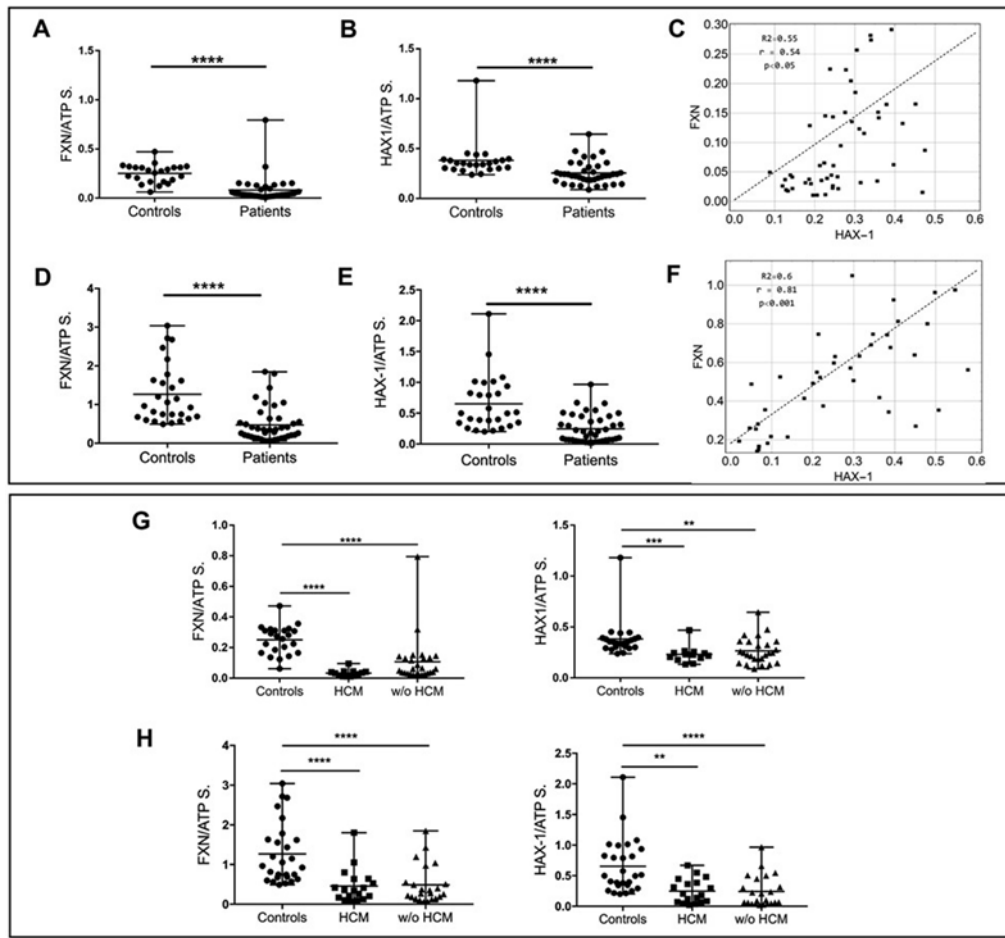 A
FXN/ATP S.
1.5
1.0
0.5
0.0
****
Controls
Patients
B
HAX1/ATP S.
1.5
1.0
0.5
0.0
****
Controls
Patients
C
FXN
0.30
0.25
0.20
0.15
0.10
0.05
0.00
R2=0.55
r = 0.54
p<0.05
0.0 0.1 0.2 0.3 0.4 0.5 0.6
HAX-1
D
FXN/ATP S.
4
3
2
1
0
****
Controls
Patients
E
HAX-1/ATP S.
2.5
2.0
1.5
1.0
0.5
0.0
****
Controls
Patients
F
FXN
1.0
0.8
0.6
0.4
0.2
R2=0.6
r = 0.81
p<0.001
0.0 0.1 0.2 0.3 0.4 0.5 0.6
HAX-1
G
FXN/ATP S.
1.0
0.8
0.6
0.4
0.2
0.0
****
****
Controls
HCM
w/o HCM
HAX1/ATP S.
1.5
1.0
0.5
0.0
**
***
Controls
HCM
w/o HCM
H
FXN/ATP S.
4
3
2
1
0
****
****
Controls
HCM
w/o HCM
HAX-1/ATP S.
2.5
2.0
1.5
1.0
0.5
0.0
****
**
Controls
HCM
w/o HCM